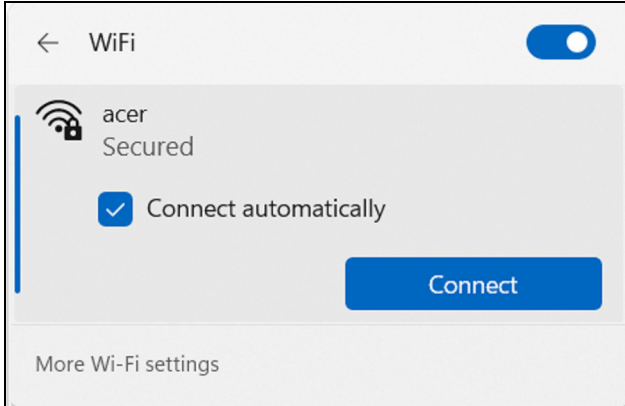 WiFi
acer
Secured
Connect automatically
Connect
More Wi-Fi settings